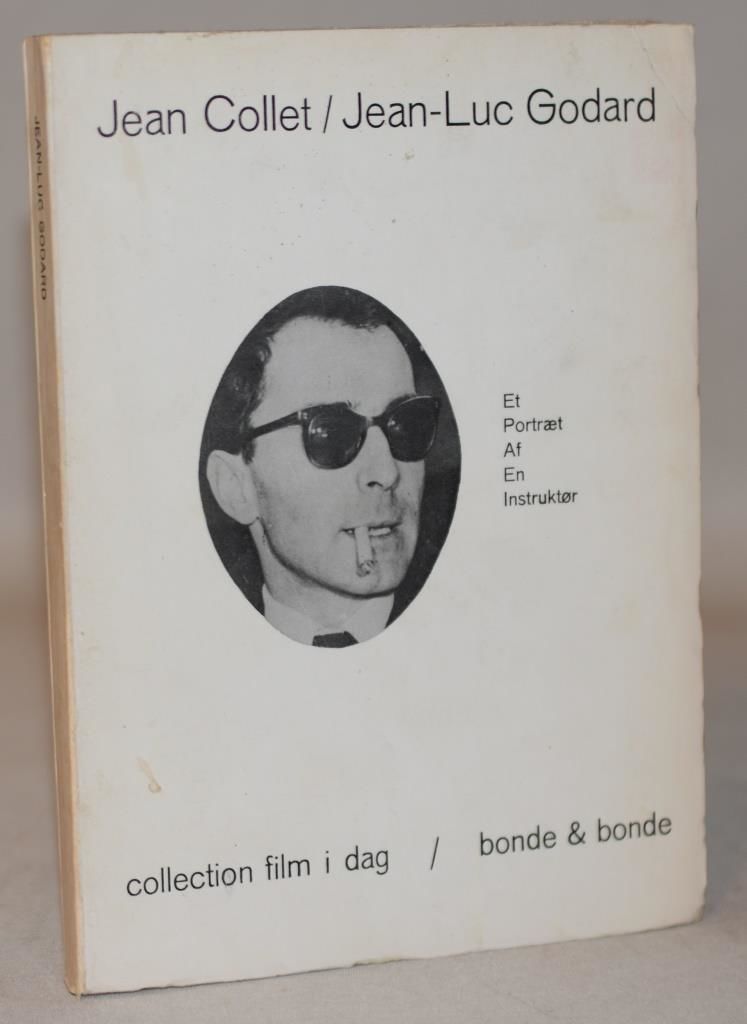 Jean Collet / Jean-Luc Godard
JEAN-LUC GODARD
Et
Portræt
Af
En
Instruktør
collection film i dag / bonde & bonde